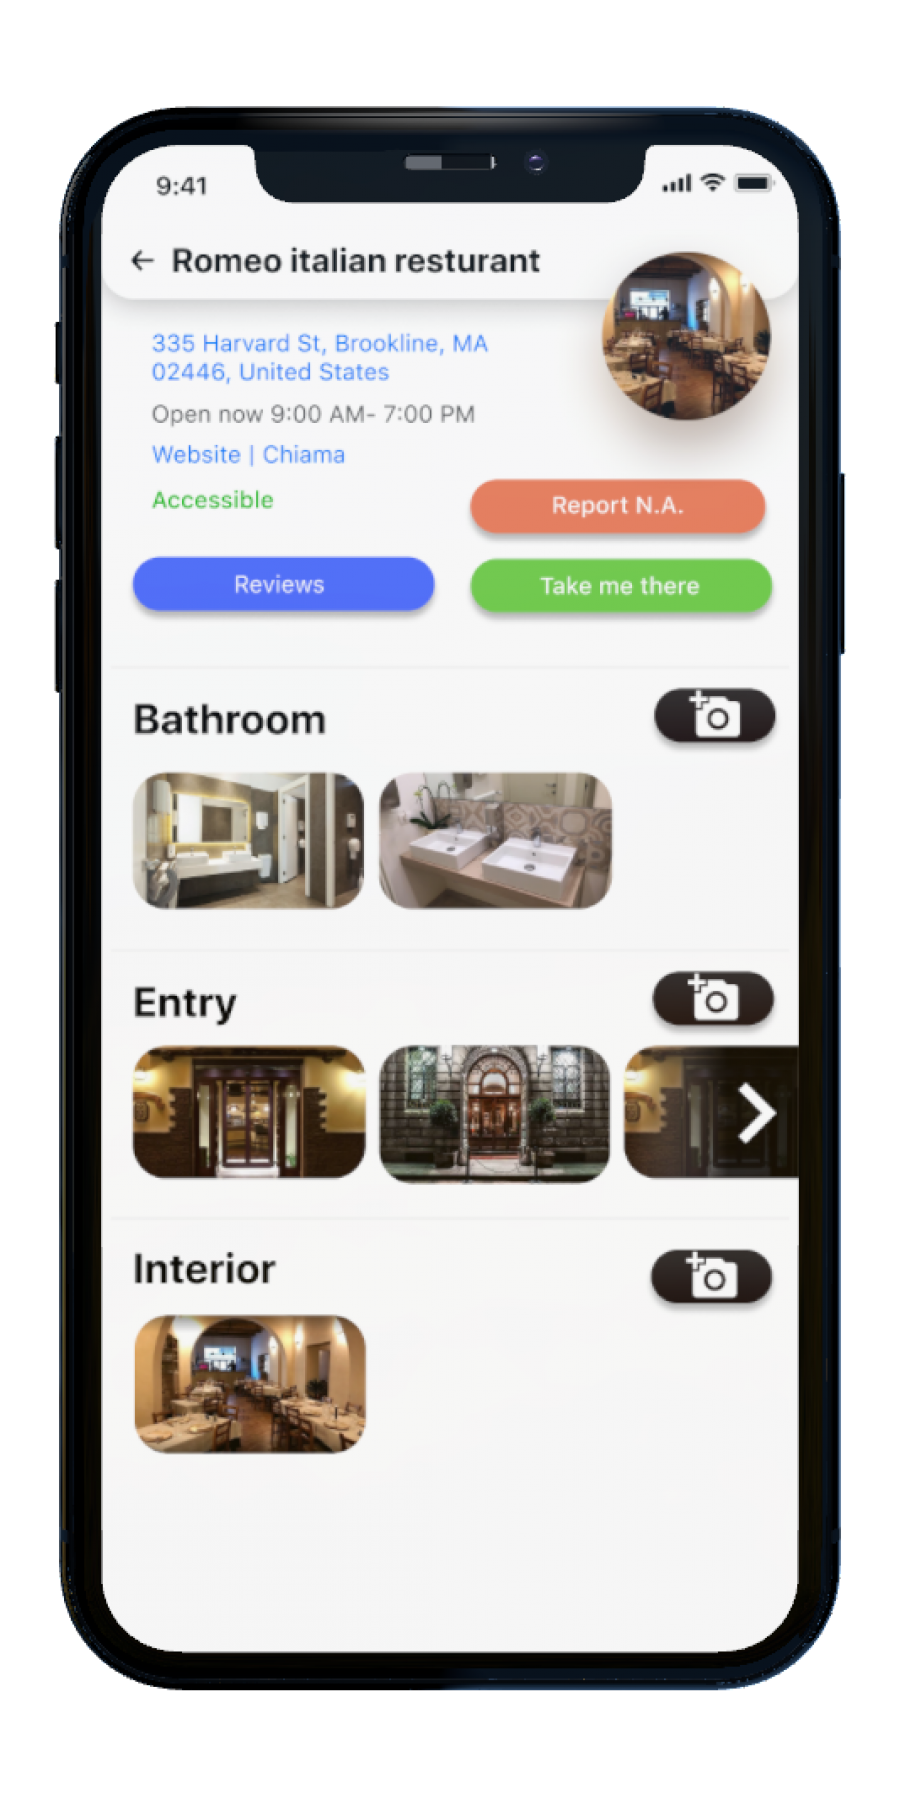 9:41
← Romeo italian resturant
335 Harvard St, Brookline, MA
02446, United States
Open now 9:00 AM- 7:00 PM
Website | Chiama
Accessible
Report N.A.
Reviews
Take me there
Bathroom
Entry
Interior